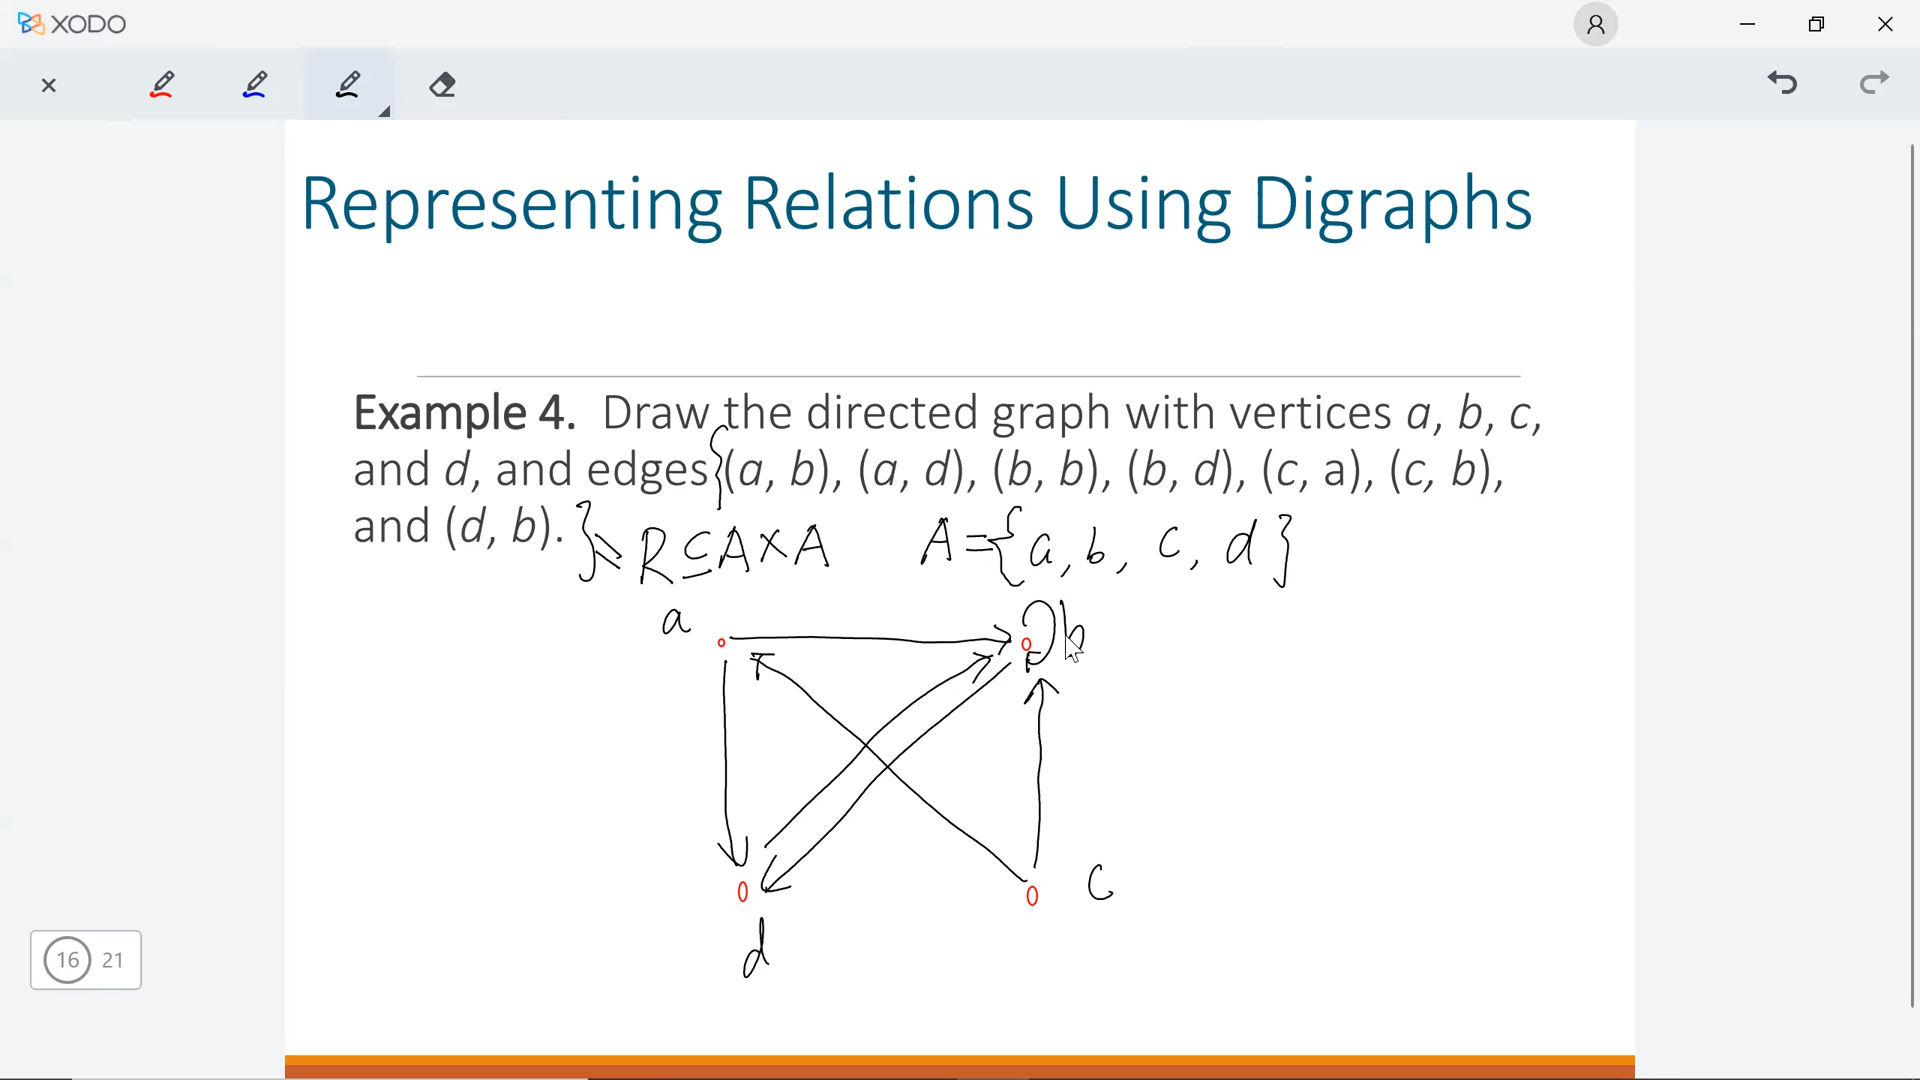 XODO
Representing Relations Using Digraphs
Example 4. Draw the directed graph with vertices a, b, c,
and d, and edges {(a, b), (a, d), (b, b), (b, d), (c, a), (c, b),
and (d, b). } R ⊆ A × A A = { a, b, c, d }
a b
c
d
16 21